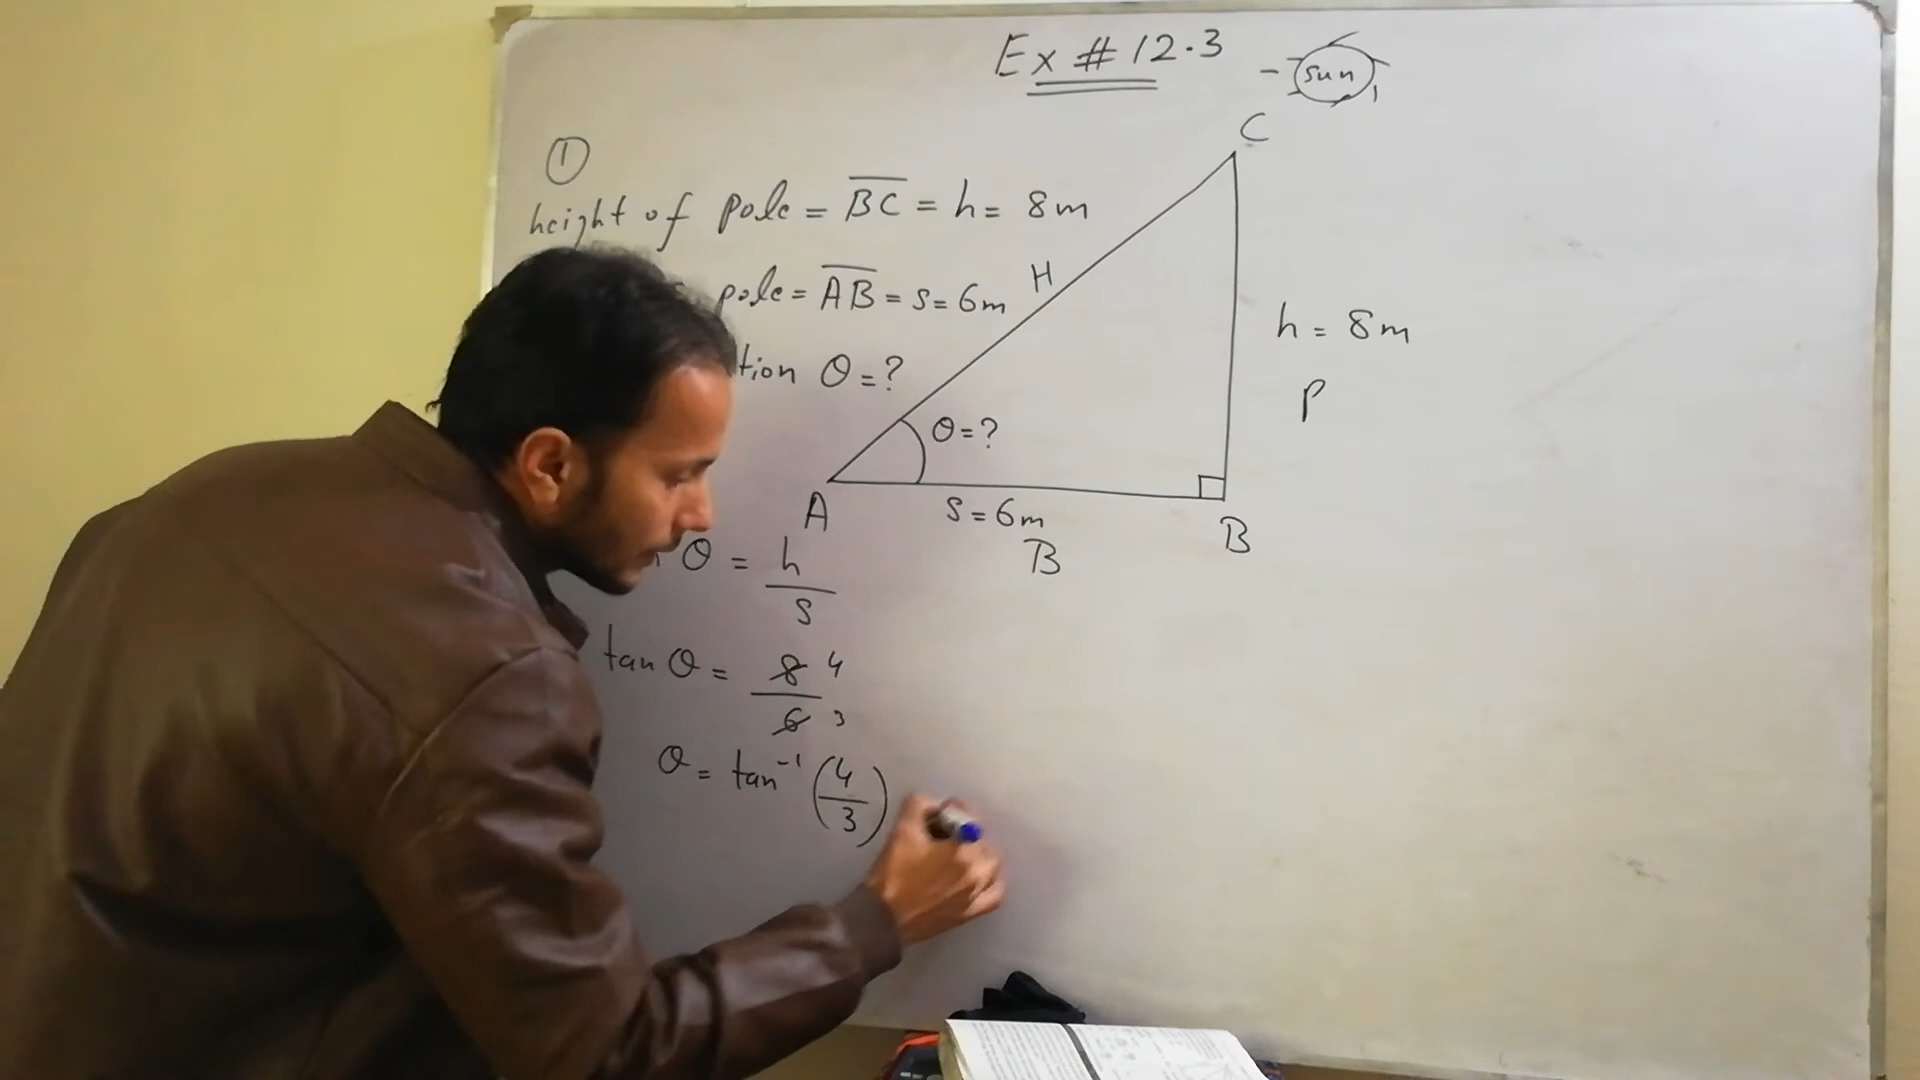 Ex # 12.3
sun
①
C
height of pole = BC = h = 8m
H
pole = AB = s = 6m
h = 8m
tion θ = ?
P
θ = ?
A
s = 6m
B
B
θ = h/s
tan θ = 8/6 4 3
θ = tan⁻¹ (4/3)